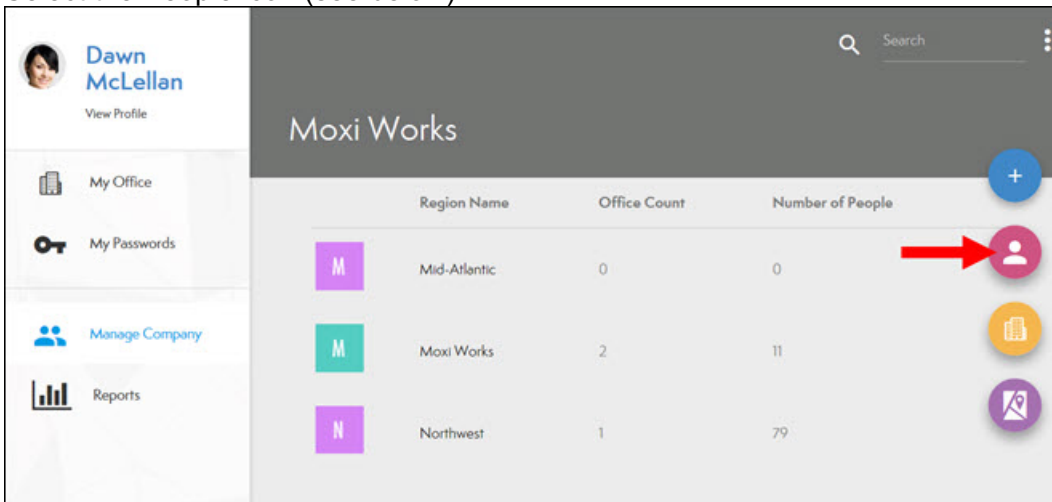 Dawn
McLellan
View Profile
Search
Moxi Works
My Office
My Passwords
Manage Company
Reports
Region Name Office Count Number of People
M Mid-Atlantic 0 0
M Moxi Works 2 11
N Northwest 1 79
+